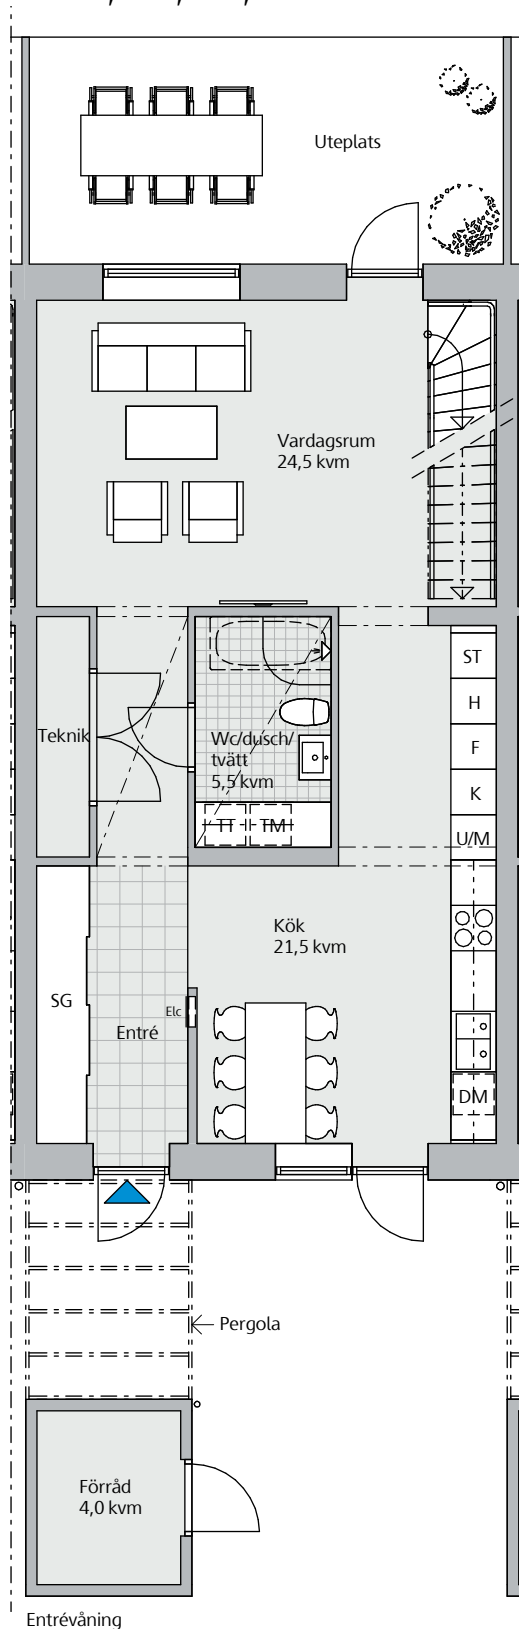 Uteplats
Vardagsrum
24,5 kvm
ST
H
Teknik
Wc/dusch/
tvätt
5,5 kvm
F
K
TT
TM
U/M
Kök
21,5 kvm
SG
Elc
Entré
DM
Pergola
Förråd
4,0 kvm
Entrévåning